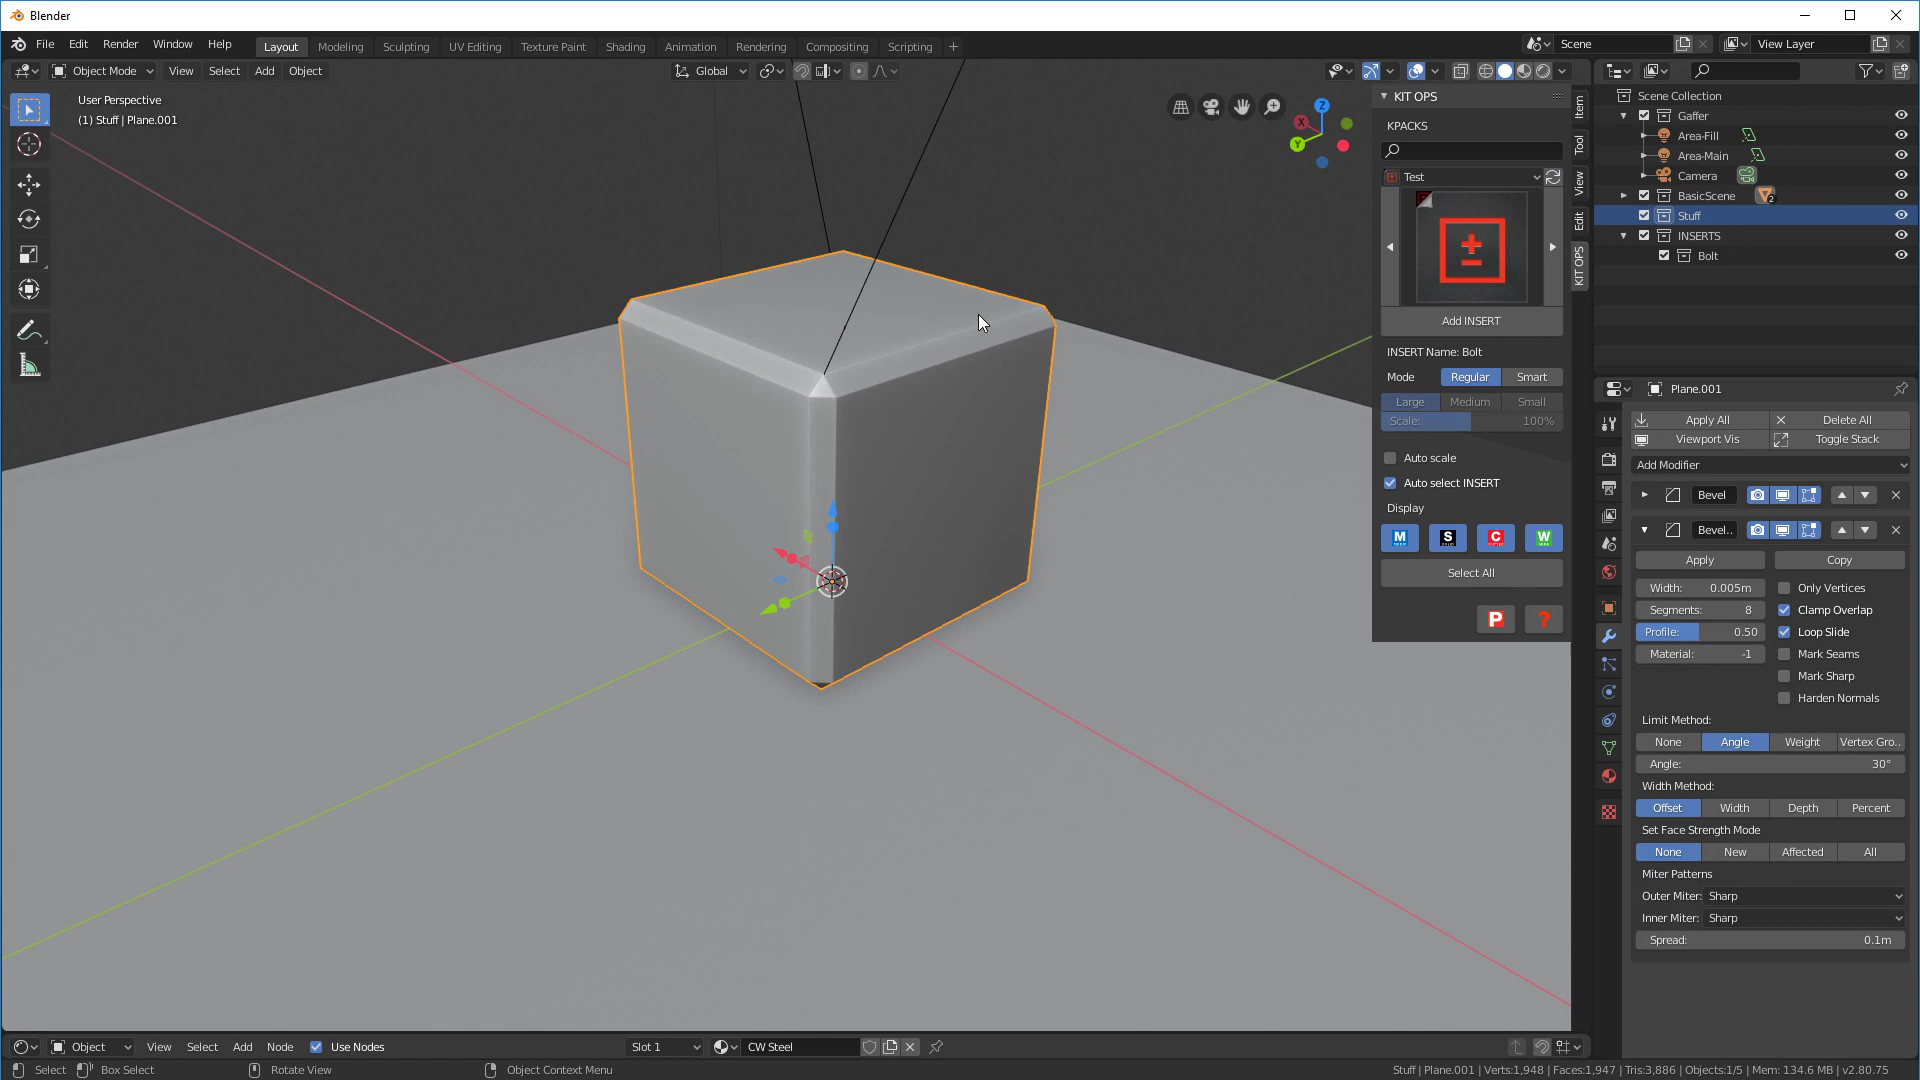 Blender
File Edit Render Window Help Layout Modeling Sculpting UV Editing Texture Paint Shading Animation Rendering Compositing Scripting + Scene View Layer
Object Mode View Select Add Object Global
User Perspective
(1) Stuff | Plane.001
Z
X
Y
KIT OPS
KPACKS
Test
Add INSERT
INSERT Name: Bolt
Mode Regular Smart
Large Medium Small
Scale: 100%
Auto scale
Auto select INSERT
Display
M S C W
Select All
P ?
Item
Tool
View
Edit
KIT OPS
Scene Collection
Gaffer
Area-Fill
Area-Main
Camera
BasicScene 2
Stuff
INSERTS
Bolt
Plane.001
Apply All Delete All
Viewport Vis Toggle Stack
Add Modifier
Bevel
Bevel..
Apply Copy
Width: 0.005m Only Vertices
Segments: 8 Clamp Overlap
Profile: 0.50 Loop Slide
Material: -1 Mark Seams
Mark Sharp
Harden Normals
Limit Method:
None Angle Weight Vertex Gro..
Angle: 30°
Width Method:
Offset Width Depth Percent
Set Face Strength Mode
None New Affected All
Miter Patterns
Outer Miter: Sharp
Inner Miter: Sharp
Spread: 0.1m
Object View Select Add Node Use Nodes Slot 1 CW Steel
Select Box Select Rotate View Object Context Menu Stuff | Plane.001 | Verts:1,948 | Faces:1,947 | Tris:3,886 | Objects:1/5 | Mem: 134.6 MB | v2.80.75